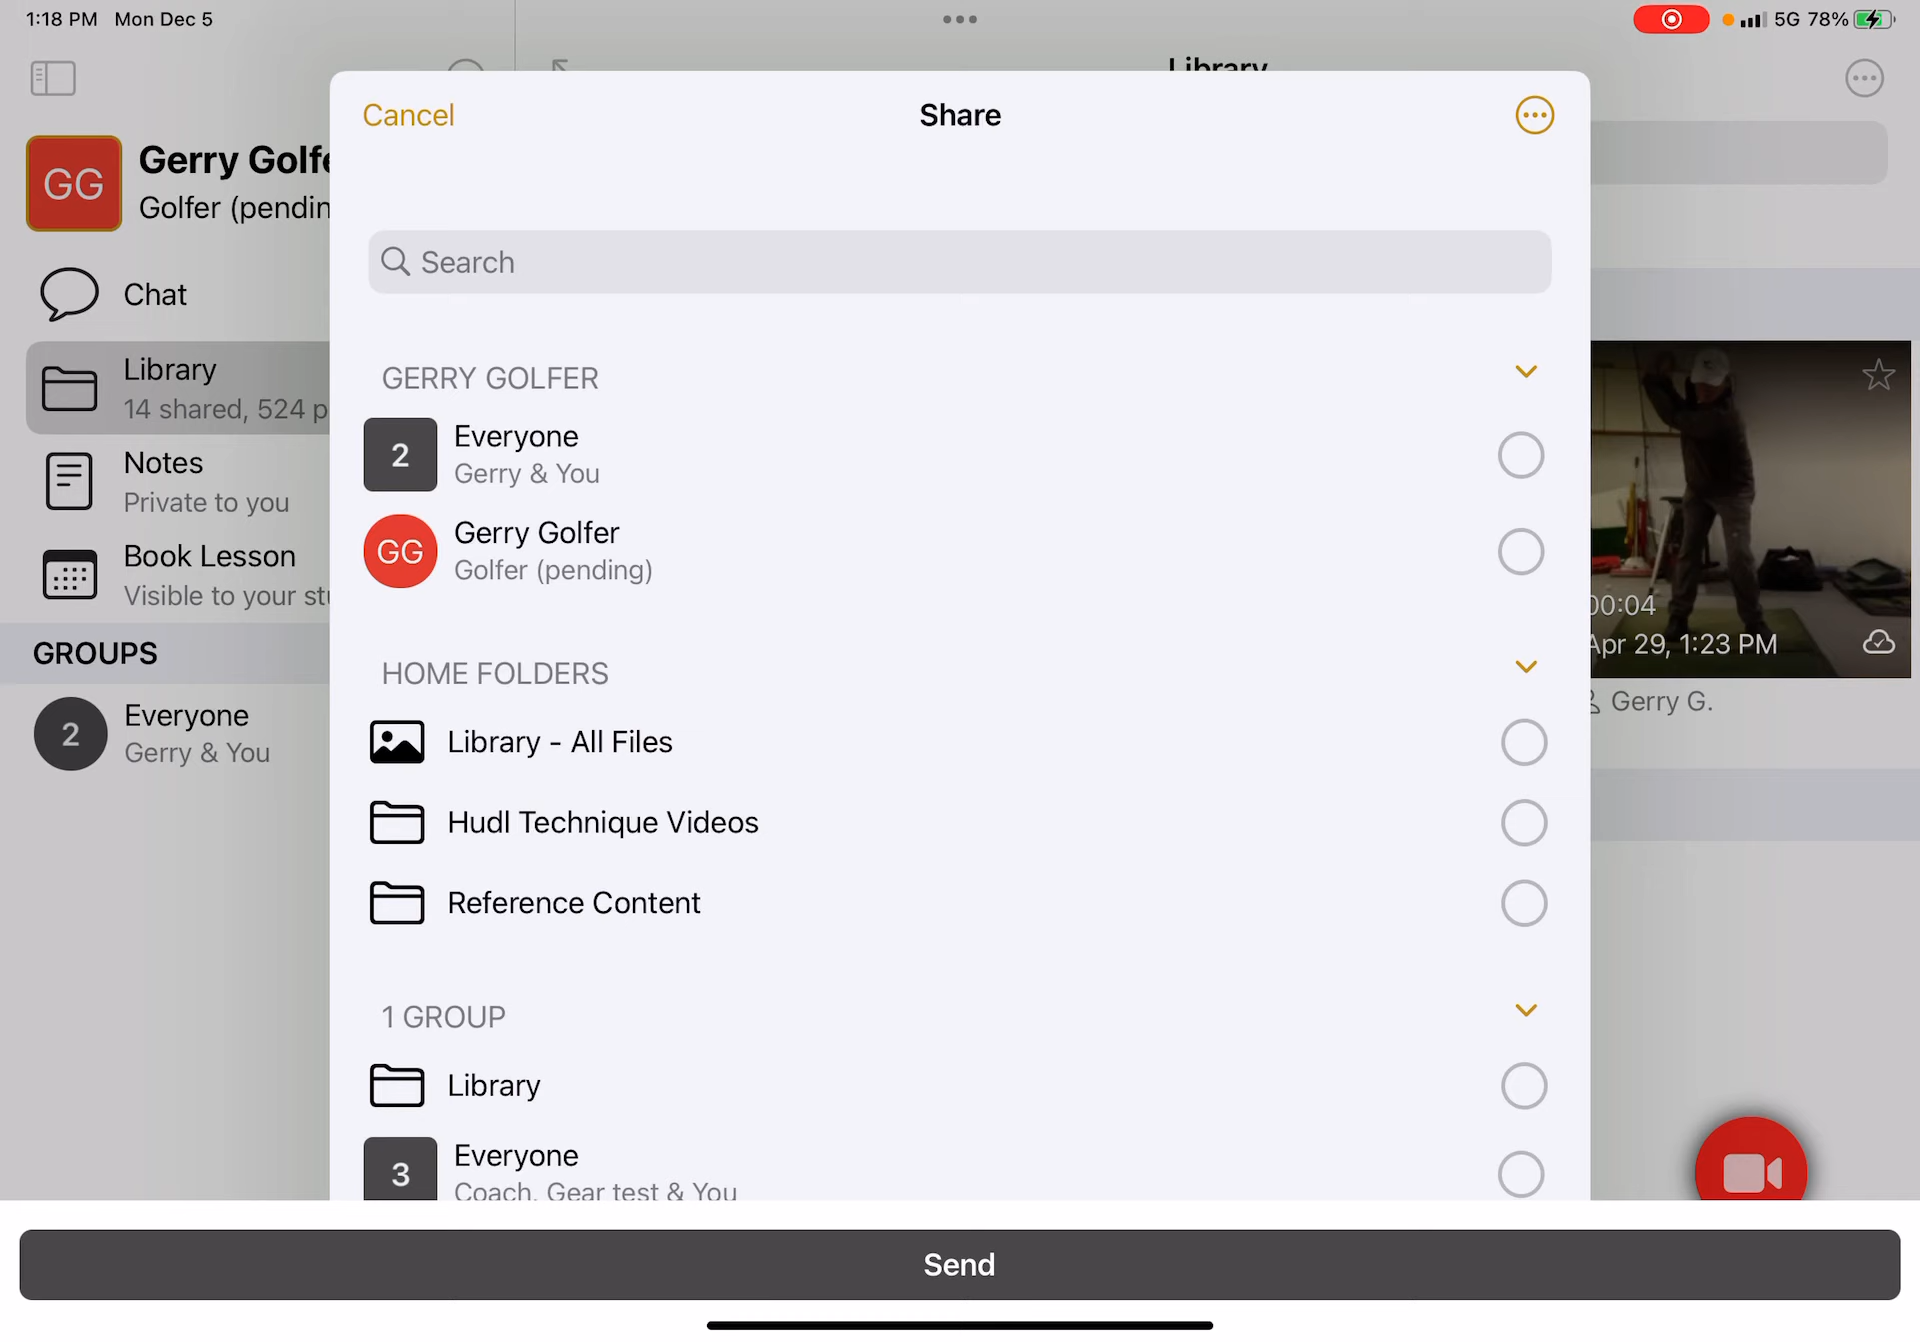 1:18 PM Mon Dec 5
5G 78%
Library
Cancel
Share
GG
Gerry Golfe
Golfer (pendin
Chat
Library
14 shared, 524 p
Notes
Private to you
Book Lesson
Visible to your stu
GROUPS
2
Everyone
Gerry & You
Search
GERRY GOLFER
2
Everyone
Gerry & You
GG
Gerry Golfer
Golfer (pending)
HOME FOLDERS
Library - All Files
Hudl Technique Videos
Reference Content
1 GROUP
Library
3
Everyone
Coach, Gear test & You
00:04
Apr 29, 1:23 PM
Gerry G.
Send